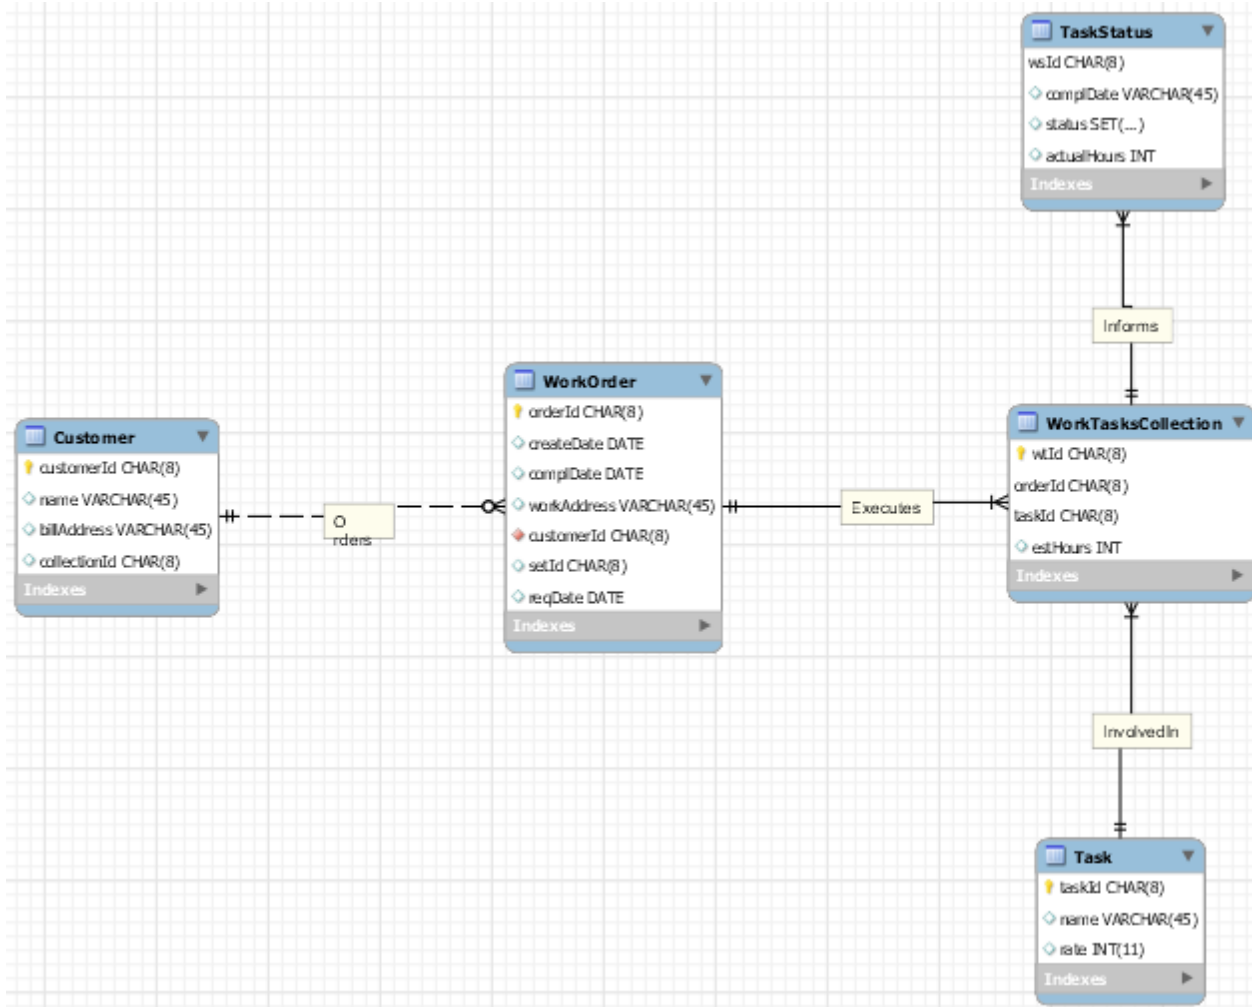 TaskStatus
wsId CHAR(8)
complDate VARCHAR(45)
status SET(...)
actualHours INT
Indexes
Informs
WorkOrder
orderId CHAR(8)
createDate DATE
complDate DATE
workAddress VARCHAR(45)
customerId CHAR(8)
setId CHAR(8)
reqDate DATE
Indexes
Customer
customerId CHAR(8)
name VARCHAR(45)
billAddress VARCHAR(45)
collectionId CHAR(8)
Indexes
O
rders
Executes
WorkTasksCollection
wtId CHAR(8)
orderId CHAR(8)
taskId CHAR(8)
estHours INT
Indexes
InvolvedIn
Task
taskId CHAR(8)
name VARCHAR(45)
rate INT(11)
Indexes